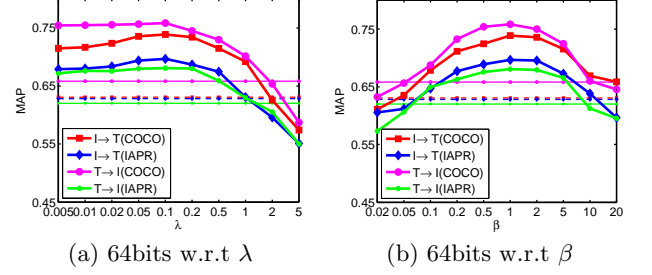 0.75
0.65
0.55
0.45
MAP
I→ T(COCO)
I→ T(IAPR)
T→ I(COCO)
T→ I(IAPR)
0.005 0.01 0.02 0.05 0.1 0.2 0.5 1 2 5
λ
(a) 64bits w.r.t λ
0.75
0.65
0.55
0.45
MAP
I→ T(COCO)
I→ T(IAPR)
T→ I(COCO)
T→ I(IAPR)
0.02 0.05 0.1 0.2 0.5 1 2 5 10 20
β
(b) 64bits w.r.t β